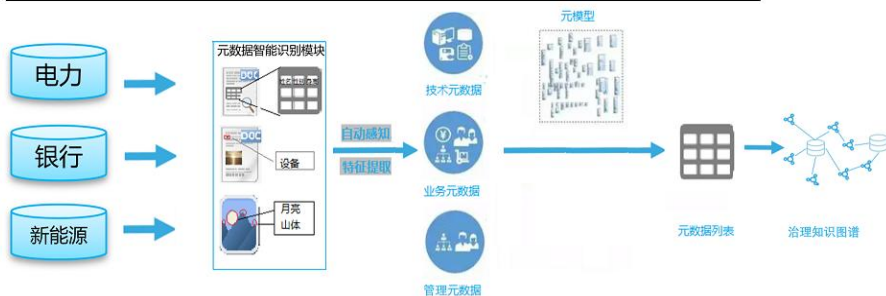 元模型
电力
元数据智能识别模块
技术元数据
自动感知
银行
设备
特征提取
业务元数据
月亮
山体
新能源
元数据列表
治理知识图谱
管理元数据